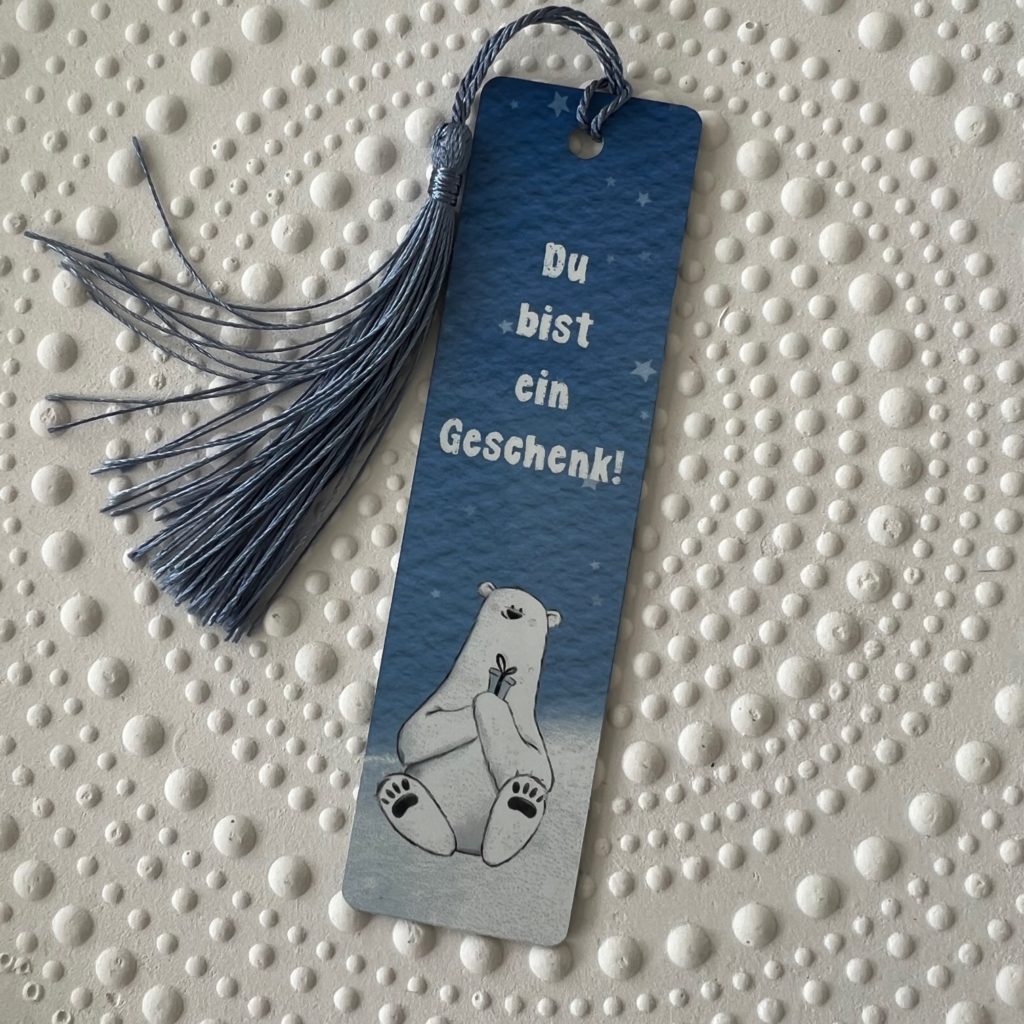 Du
bist
ein
Geschenk!